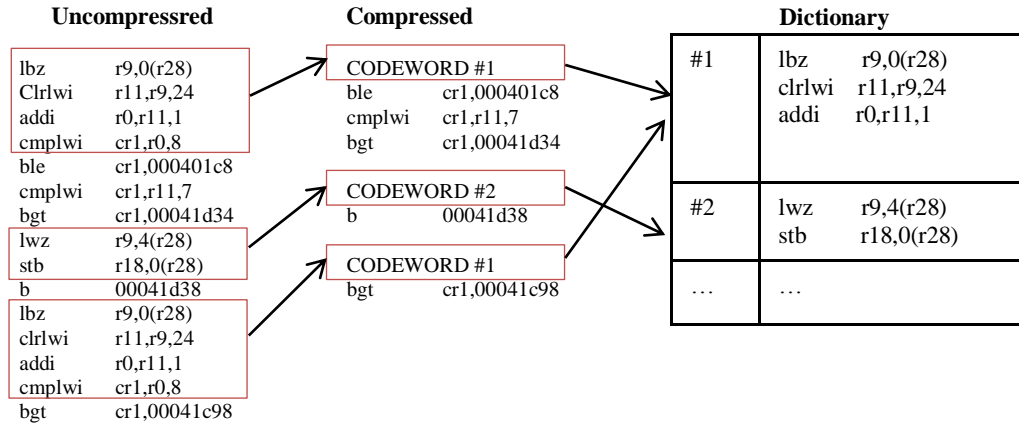 Uncompressred
lbz r9,0(r28)
Clrlwi r11,r9,24
addi r0,r11,1
cmplwi cr1,r0,8
ble cr1,000401c8
cmplwi cr1,r11,7
bgt cr1,00041d34
lwz r9,4(r28)
stb r18,0(r28)
b 00041d38
lbz r9,0(r28)
clrlwi r11,r9,24
addi r0,r11,1
cmplwi cr1,r0,8
bgt cr1,00041c98
Compressed
CODEWORD #1
ble cr1,000401c8
cmplwi cr1,r11,7
bgt cr1,00041d34
CODEWORD #2
b 00041d38
CODEWORD #1
bgt cr1,00041c98
Dictionary
#1 lbz r9,0(r28)
clrlwi r11,r9,24
addi r0,r11,1
#2 lwz r9,4(r28)
stb r18,0(r28)
… …